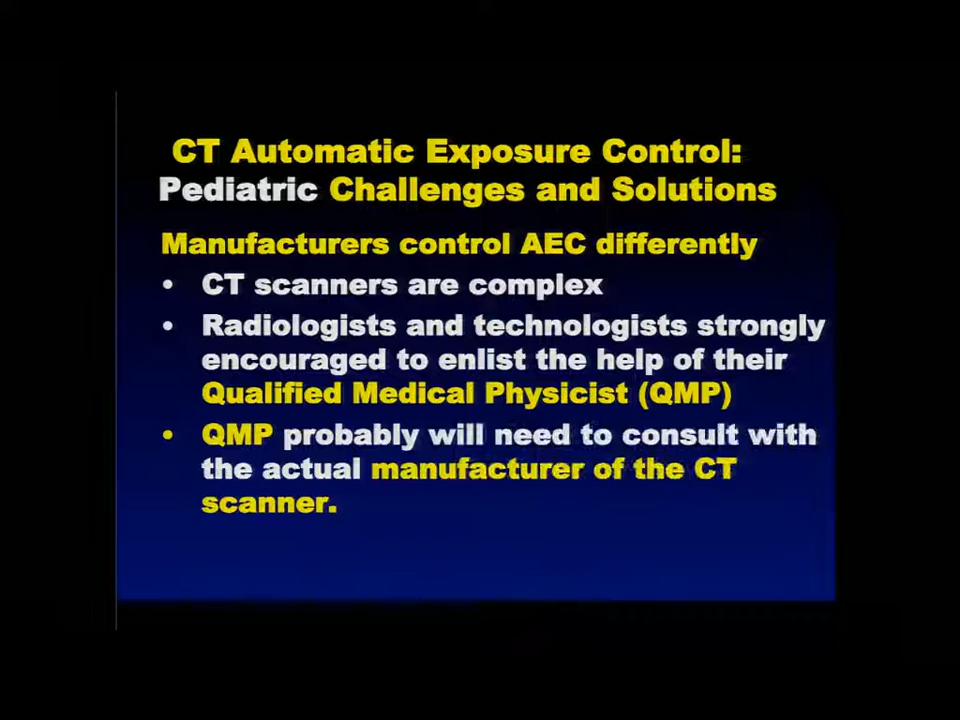 CT Automatic Exposure Control:
Pediatric Challenges and Solutions
Manufacturers control AEC differently
• CT scanners are complex
• Radiologists and technologists strongly
encouraged to enlist the help of their
Qualified Medical Physicist (QMP)
• QMP probably will need to consult with
the actual manufacturer of the CT
scanner.